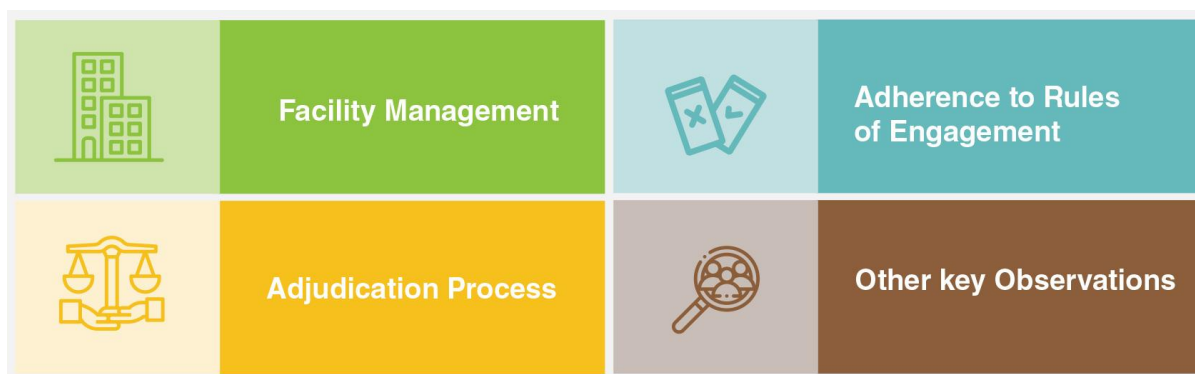 Facility Management
Adherence to Rules
of Engagement
Adjudication Process
Other key Observations